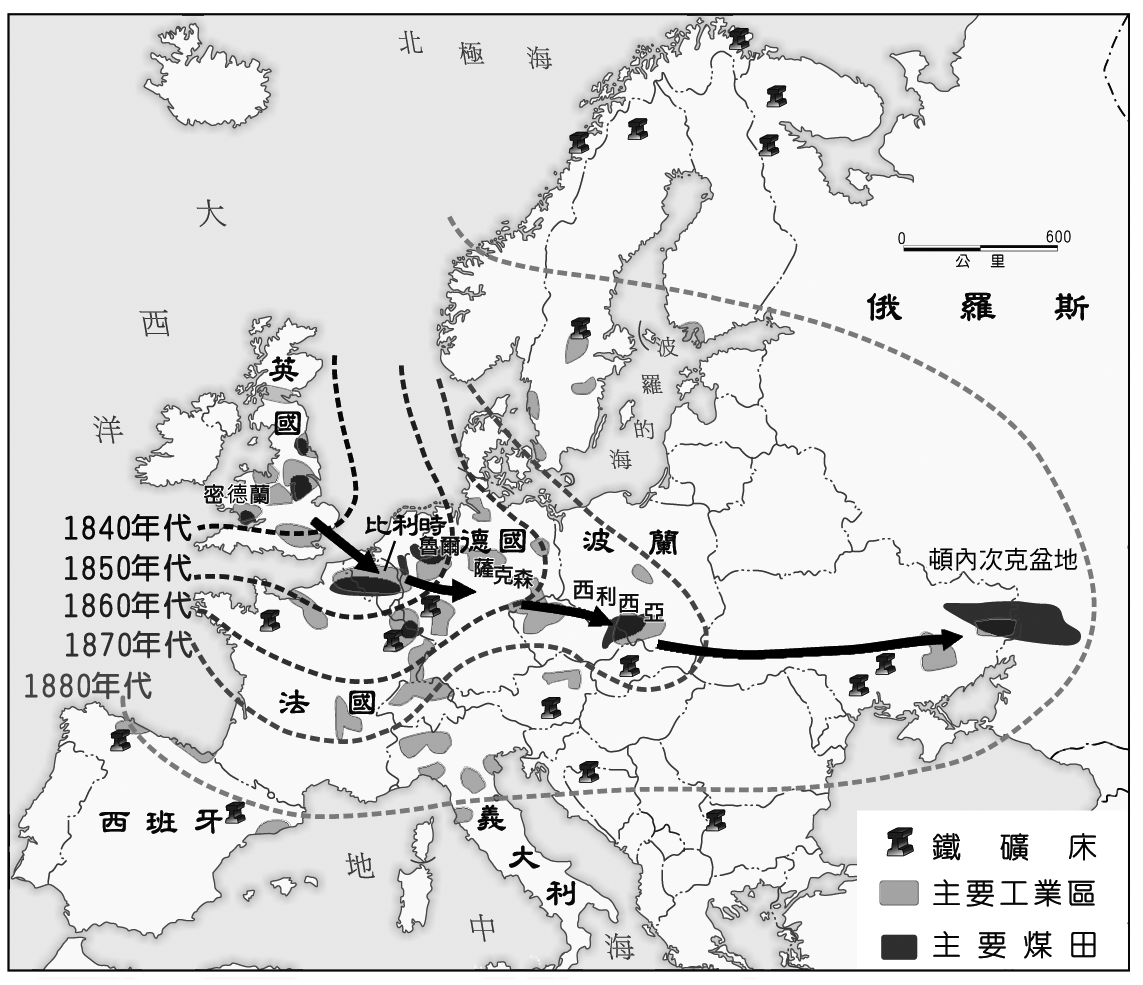 北極海
大西洋
0 600
公里
俄羅斯
英國
波羅的海
密德蘭
1840年代
比利時
魯爾
德國
波蘭
薩克森
頓內次克盆地
1850年代
西利西亞
1860年代
1870年代
1880年代
法國
西班牙
義大利
地中海
鐵礦床
主要工業區
主要煤田